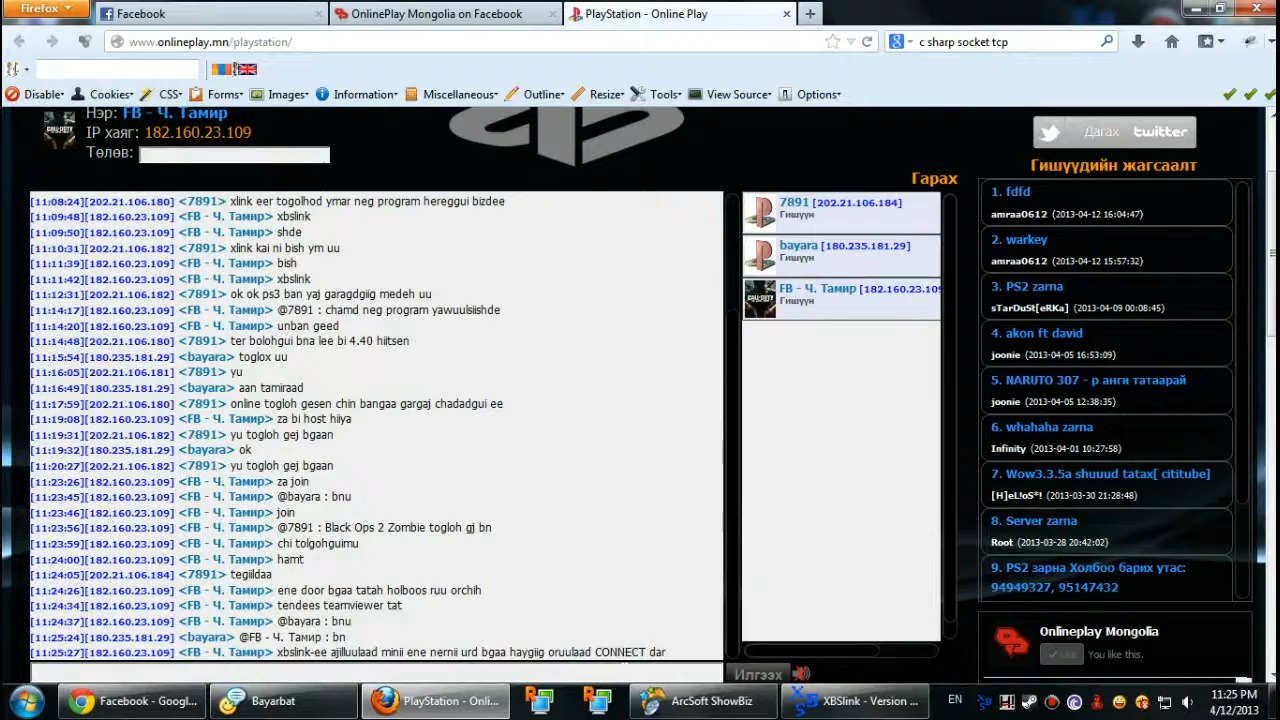 Firefox
Facebook
OnlinePlay Mongolia on Facebook
PlayStation - Online Play
www.onlineplay.mn/playstation/
c sharp socket tcp
Disable Cookies CSS Forms Images Information Miscellaneous Outline Resize Tools View Source Options
Нэр: FB - Ч. Тамир
IP хаяг: 182.160.23.109
Төлөв:
Гарах
[11:08:24][202.21.106.180] <7891> xlink eer togolhod ymar neg program hereggui bizdee
[11:09:48][182.160.23.109] <FB - Ч. Тамир> xbslink
[11:09:50][182.160.23.109] <FB - Ч. Тамир> shde
[11:10:31][202.21.106.182] <7891> xlink kai ni bish ym uu
[11:11:39][182.160.23.109] <FB - Ч. Тамир> bish
[11:11:42][182.160.23.109] <FB - Ч. Тамир> xbslink
[11:12:31][202.21.106.182] <7891> ok ok ps3 ban yaj garagdgiig medeh uu
[11:14:17][182.160.23.109] <FB - Ч. Тамир> @7891 : chamd neg program yawuulsiishde
[11:14:20][182.160.23.109] <FB - Ч. Тамир> unban geed
[11:14:48][202.21.106.180] <7891> ter bolohgui bna lee bi 4.40 hiitsen
[11:15:54][180.235.181.29] <bayara> toglox uu
[11:16:05][202.21.106.181] <7891> yu
[11:16:49][180.235.181.29] <bayara> aan tamiraad
[11:17:59][202.21.106.180] <7891> online togloh gesen chin bangaa gargaj chadadgui ee
[11:19:08][182.160.23.109] <FB - Ч. Тамир> za bi host hiiya
[11:19:31][202.21.106.182] <7891> yu togloh gej bgaan
[11:19:32][180.235.181.29] <bayara> ok
[11:20:27][202.21.106.182] <7891> yu togloh gej bgaan
[11:23:26][182.160.23.109] <FB - Ч. Тамир> za join
[11:23:45][182.160.23.109] <FB - Ч. Тамир> @bayara : bnu
[11:23:46][182.160.23.109] <FB - Ч. Тамир> join
[11:23:56][182.160.23.109] <FB - Ч. Тамир> @7891 : Black Ops 2 Zombie togloh gj bn
[11:23:59][182.160.23.109] <FB - Ч. Тамир> chi tolgohguimu
[11:24:00][182.160.23.109] <FB - Ч. Тамир> hamt
[11:24:05][202.21.106.184] <7891> tegiildaa
[11:24:26][182.160.23.109] <FB - Ч. Тамир> ene door bgaa tatah holboos ruu orchih
[11:24:34][182.160.23.109] <FB - Ч. Тамир> tendees teamviewer tat
[11:24:37][182.160.23.109] <FB - Ч. Тамир> @bayara : bnu
[11:25:24][180.235.181.29] <bayara> @FB - Ч. Тамир : bn
[11:25:27][182.160.23.109] <FB - Ч. Тамир> xbslink-ee ajilluulaad minii ene nernii urd bgaa haygiig oruulaad CONNECT dar
7891 [202.21.106.184]
Гишүүн
bayara [180.235.181.29]
Гишүүн
FB - Ч. Тамир [182.160.23.109
Гишүүн
Илгээх
Дагах twitter
Гишүүдийн жагсаалт
1. fdfd
amraa0612 (2013-04-12 16:04:47)
2. warkey
amraa0612 (2013-04-12 15:57:32)
3. PS2 zarna
sTarDuSt[eRKa] (2013-04-09 00:08:45)
4. akon ft david
joonie (2013-04-05 16:53:09)
5. NARUTO 307 - р анги татаарай
joonie (2013-04-05 12:38:35)
6. whahaha zarna
Infinity (2013-04-01 10:27:58)
7. Wow3.3.5a shuuud tatax[ cititube]
[H]eL!oS*! (2013-03-30 21:28:48)
8. Server zarna
Root (2013-03-28 20:42:02)
9. PS2 зарна Холбоо барих утас:
94949327, 95147432
Onlineplay Mongolia
Like You like this.
Facebook - Googl...
Bayarbat
PlayStation - Onli...
ArcSoft ShowBiz
XBSlink - Version ...
EN
11:25 PM
4/12/2013